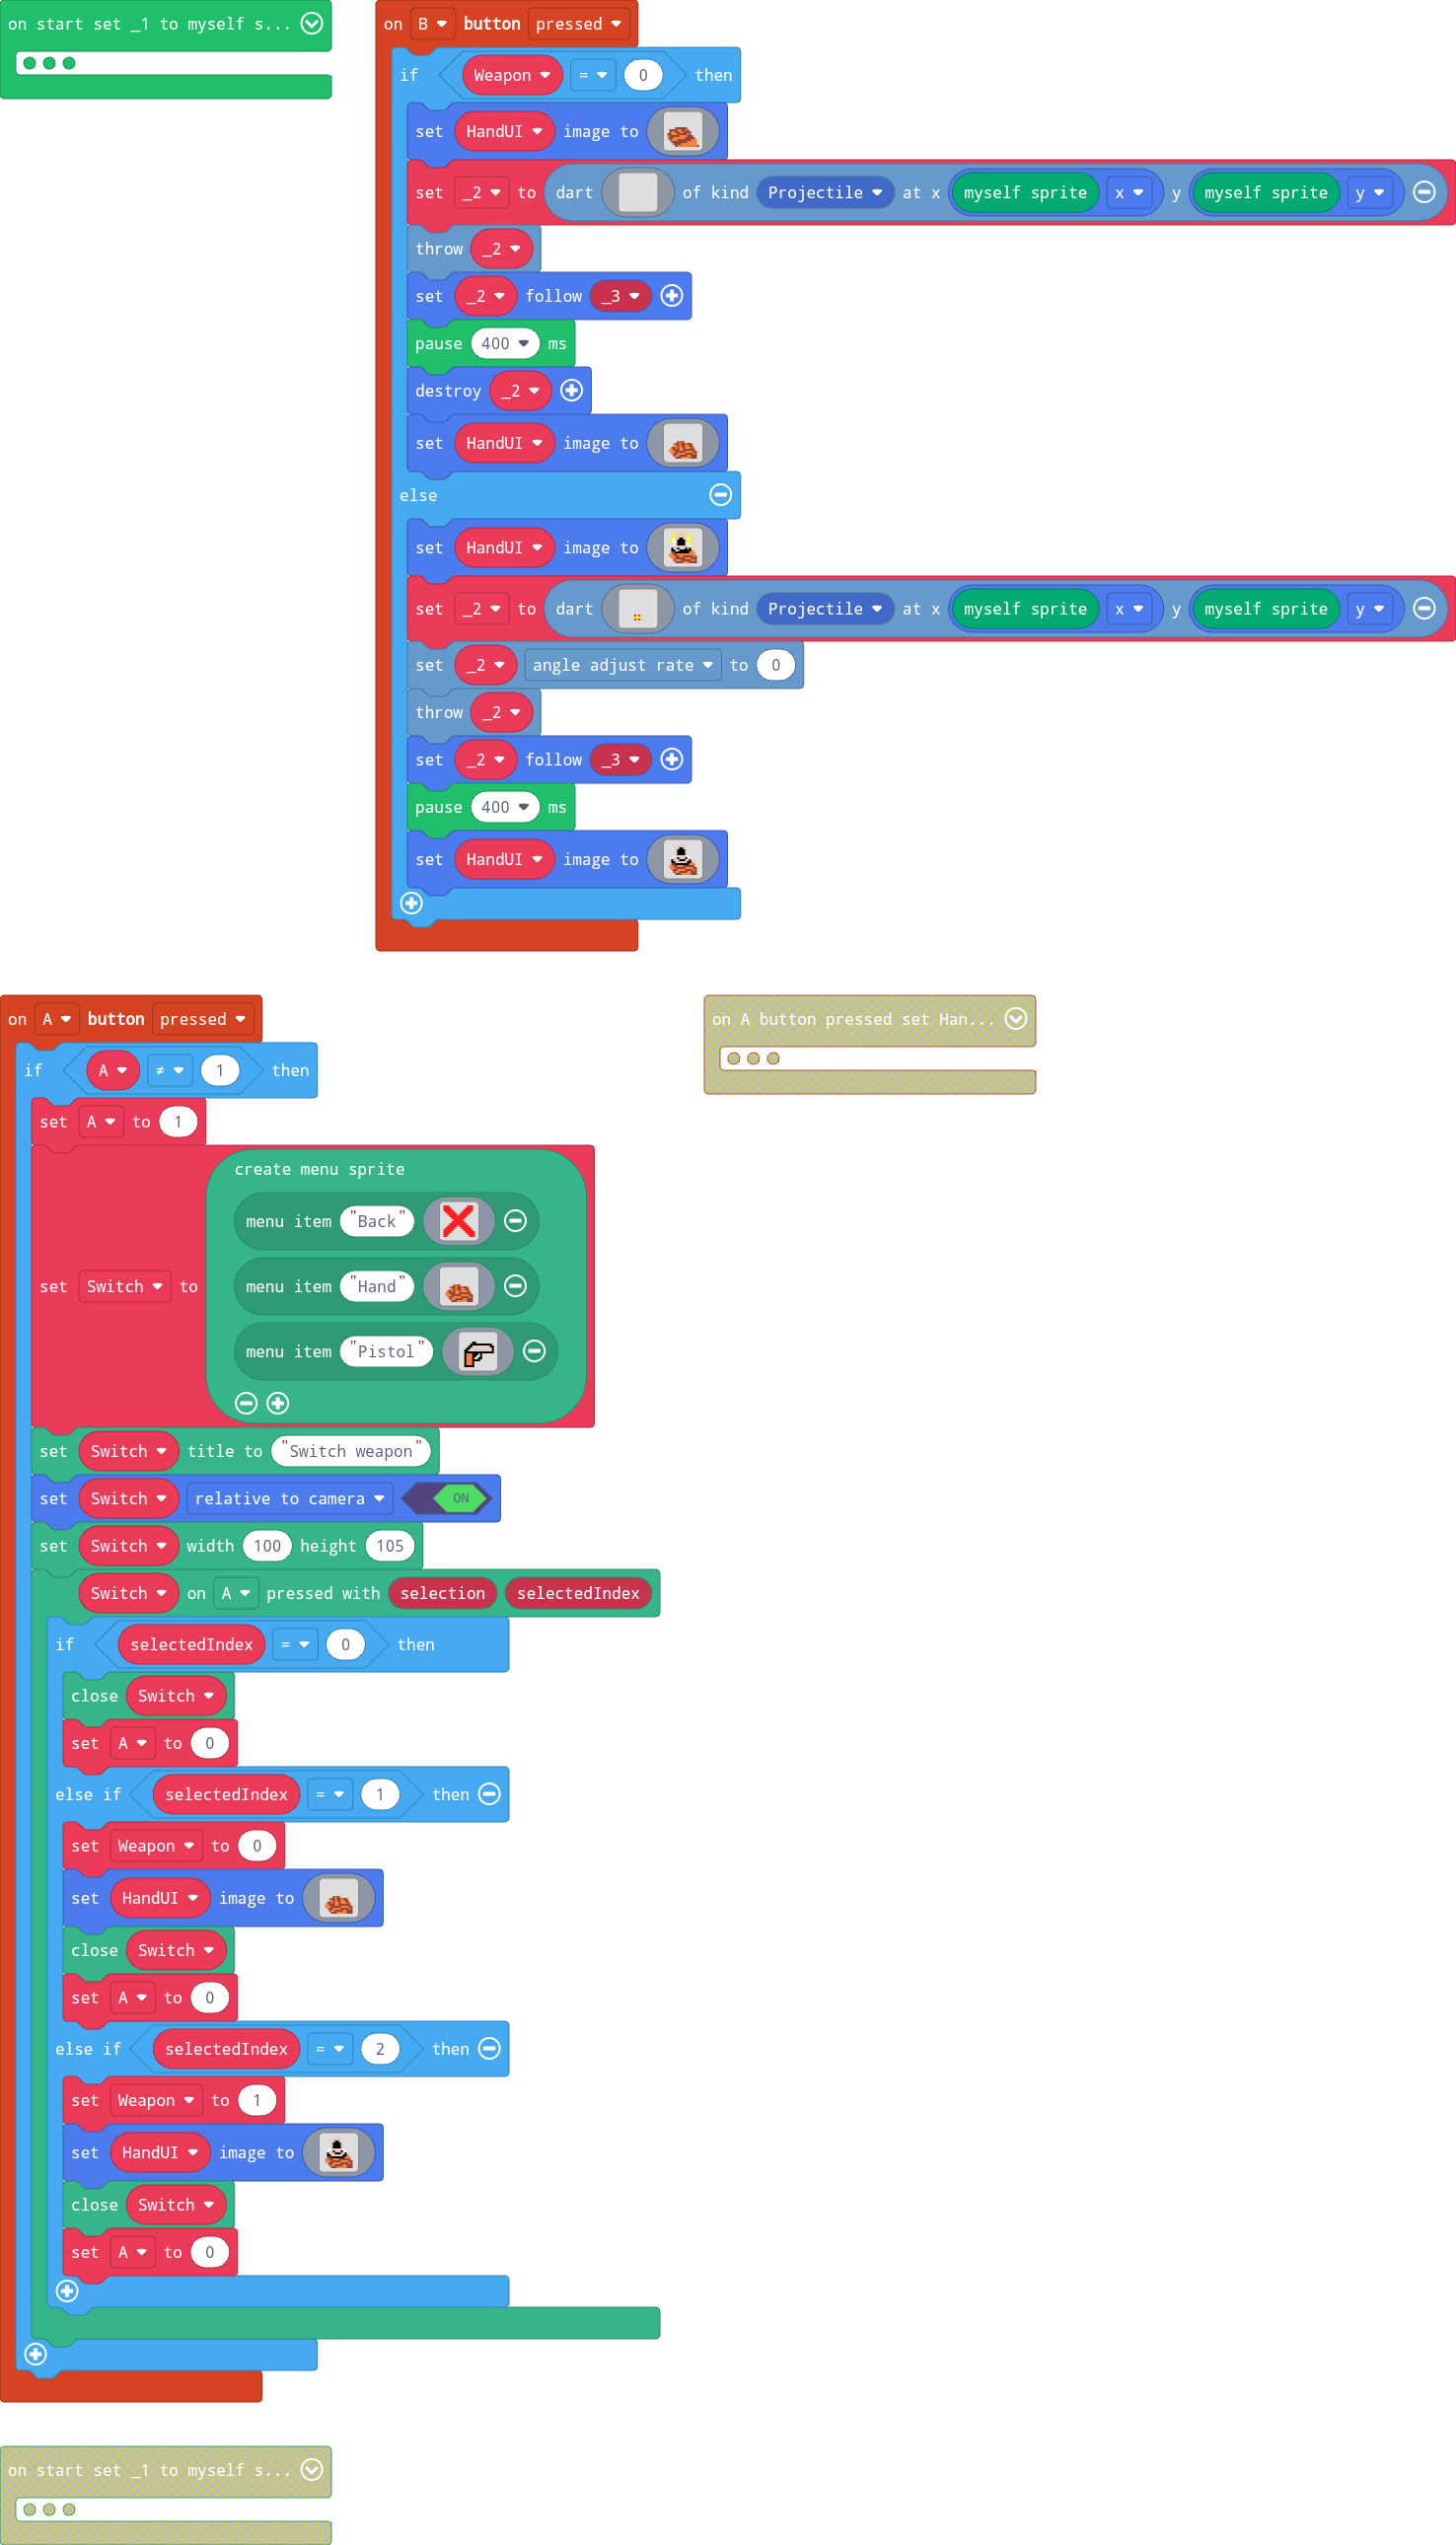 on start set _1 to myself s...
on B button pressed
if Weapon = 0 then
set HandUI image to
set _2 to dart of kind Projectile at x myself sprite x y myself sprite y
throw _2
set _2 follow _3
pause 400 ms
destroy _2
set HandUI image to
else
set HandUI image to
set _2 to dart of kind Projectile at x myself sprite x y myself sprite y
set _2 angle adjust rate to 0
throw _2
set _2 follow _3
pause 400 ms
set HandUI image to
on A button pressed
if A ≠ 1 then
set A to 1
set Switch to
create menu sprite
menu item "Back"
menu item "Hand"
menu item "Pistol"
set Switch title to "Switch weapon"
set Switch relative to camera ON
set Switch width 100 height 105
Switch on A pressed with selection selectedIndex
if selectedIndex = 0 then
close Switch
set A to 0
else if selectedIndex = 1 then
set Weapon to 0
set HandUI image to
close Switch
set A to 0
else if selectedIndex = 2 then
set Weapon to 1
set HandUI image to
close Switch
set A to 0
on A button pressed set Han...
on start set _1 to myself s...